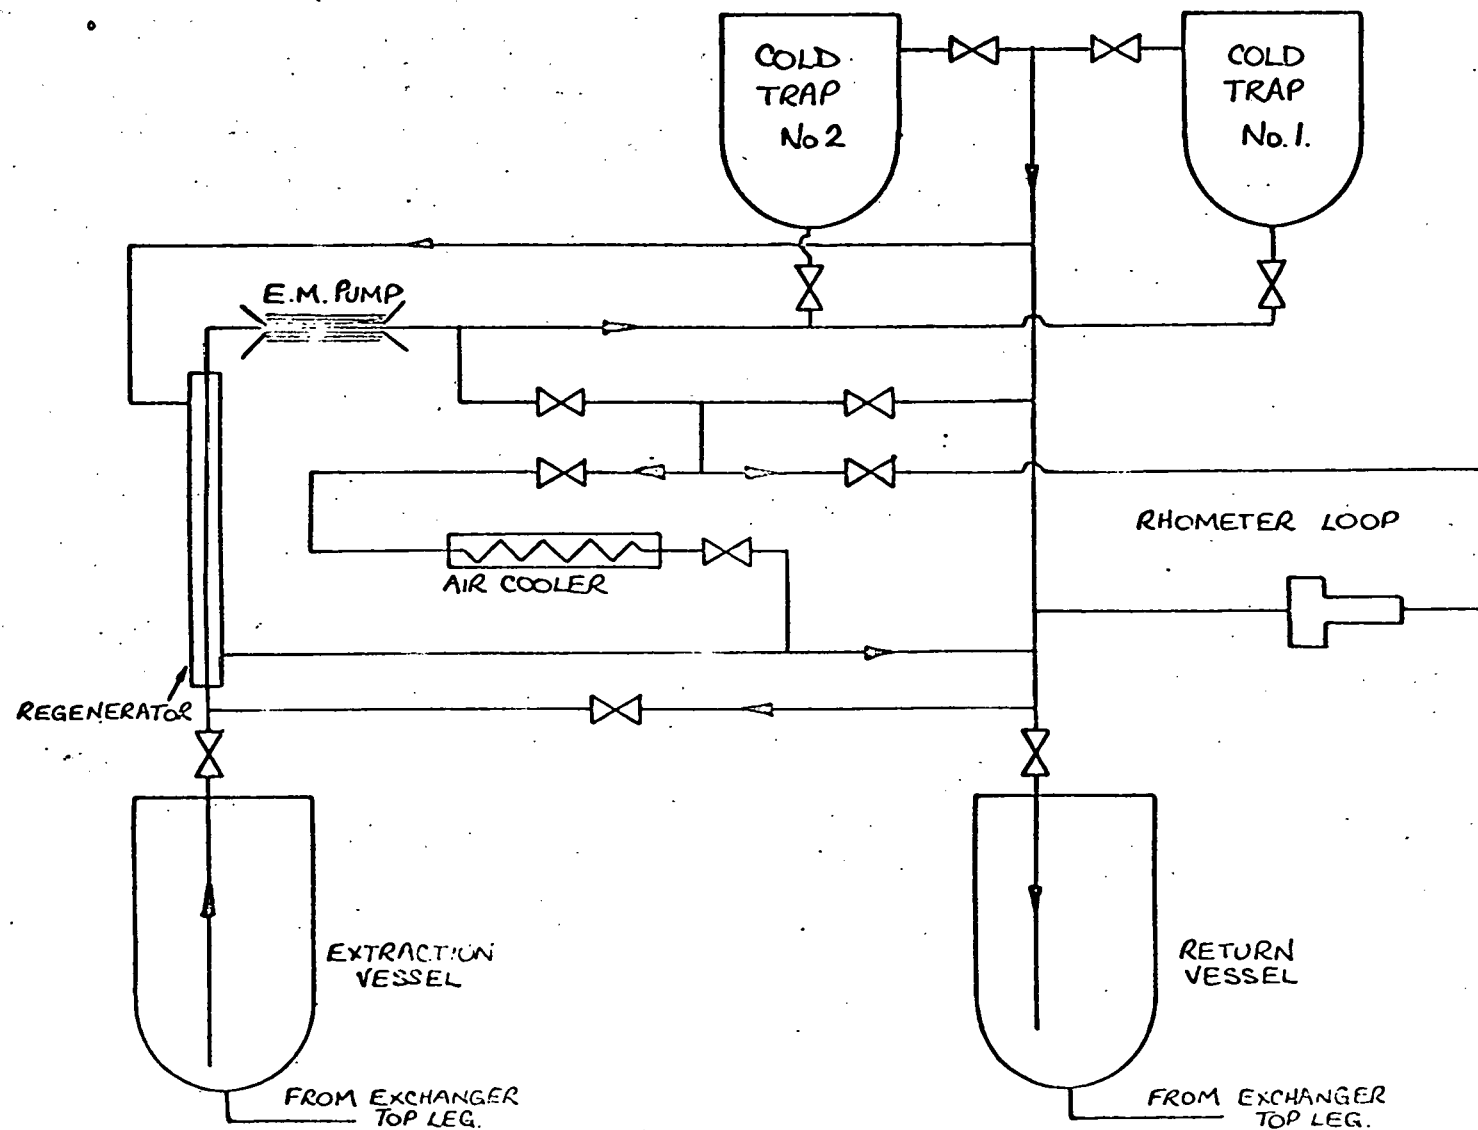 COLD
TRAP
No 2
COLD
TRAP
No. 1.
E.M. PUMP
RHOMETER LOOP
AIR COOLER
REGENERATOR
EXTRACTION
VESSEL
RETURN
VESSEL
FROM EXCHANGER
TOP LEG.
FROM EXCHANGER
TOP LEG.